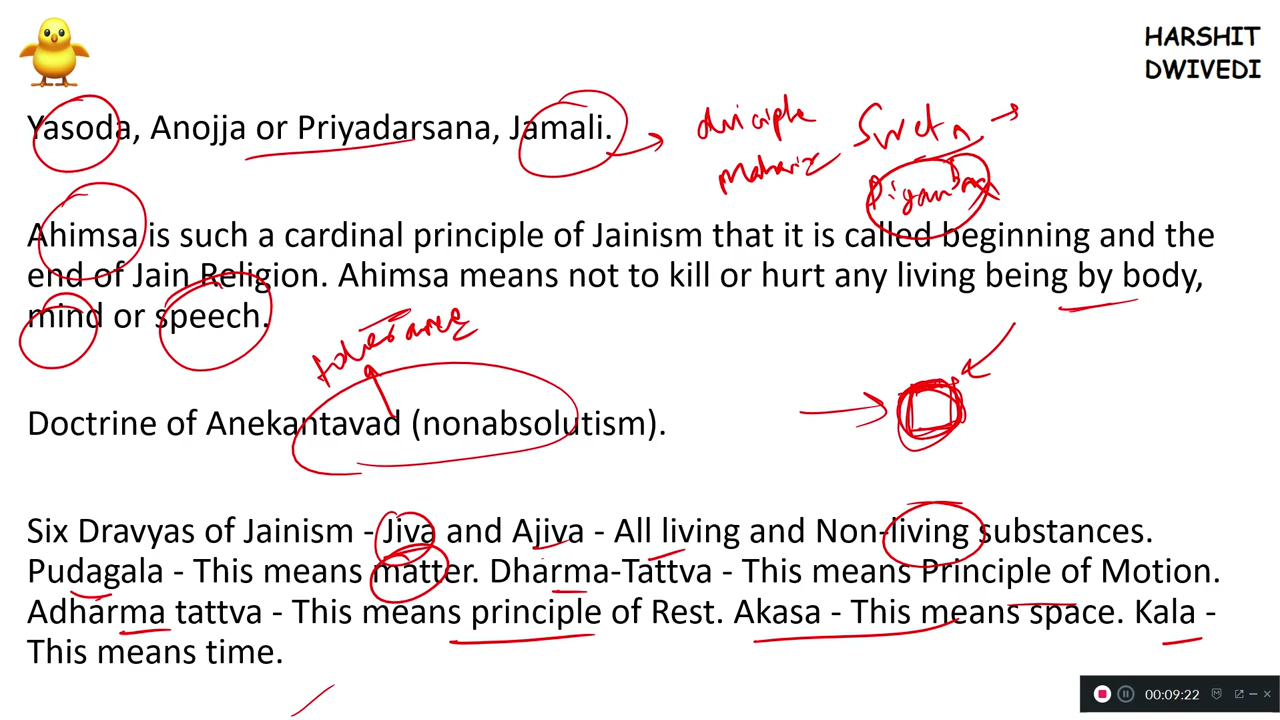 HARSHIT
DWIVEDI
Yasoda, Anojja or Priyadarsana, Jamali.
Ahimsa is such a cardinal principle of Jainism that it is called beginning and the
end of Jain Religion. Ahimsa means not to kill or hurt any living being by body,
mind or speech.
Doctrine of Anekantavad (nonabsolutism).
Six Dravyas of Jainism - Jiva and Ajiva - All living and Non-living substances.
Pudagala - This means matter. Dharma-Tattva - This means Principle of Motion.
Adharma tattva - This means principle of Rest. Akasa - This means space. Kala -
This means time.
00:09:22